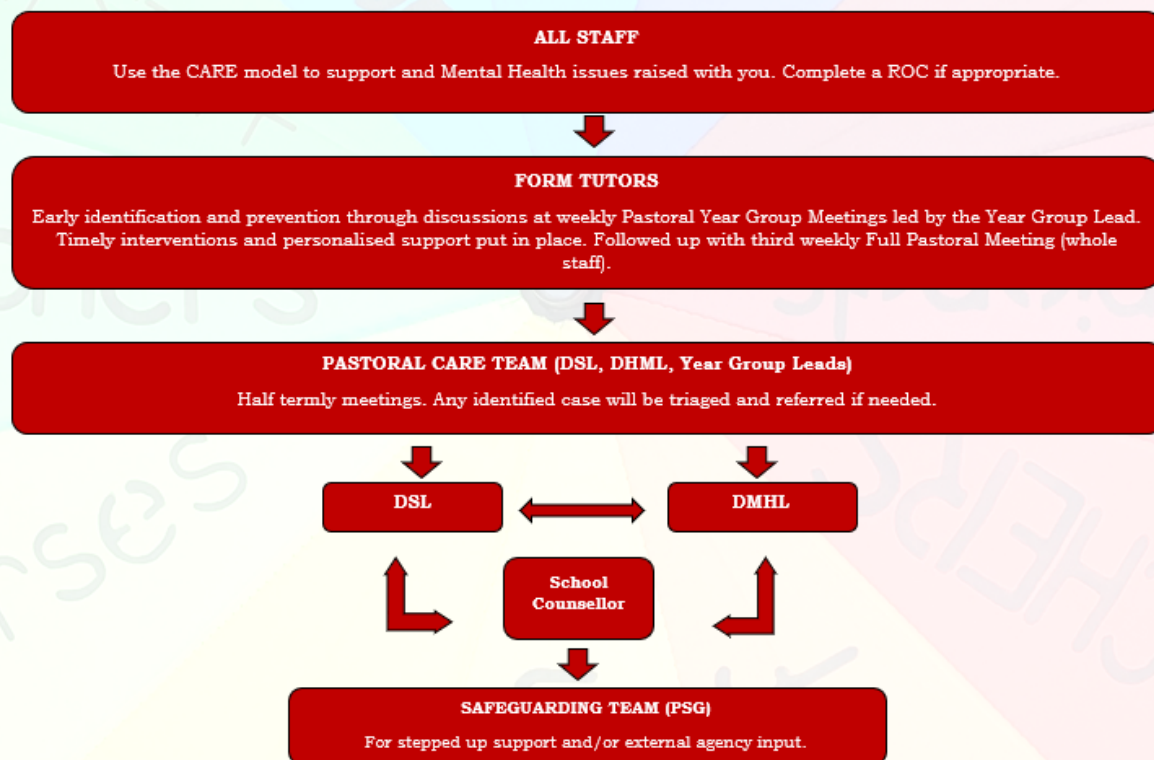 ALL STAFF
Use the CARE model to support and Mental Health issues raised with you. Complete a ROC if appropriate.
FORM TUTORS
Early identification and prevention through discussions at weekly Pastoral Year Group Meetings led by the Year Group Lead.
Timely interventions and personalised support put in place. Followed up with third weekly Full Pastoral Meeting (whole
staff).
PASTORAL CARE TEAM (DSL, DHML, Year Group Leads)
Half termly meetings. Any identified case will be triaged and referred if needed.
DSL
DMHL
School
Counsellor
SAFEGUARDING TEAM (PSG)
For stepped up support and/or external agency input.